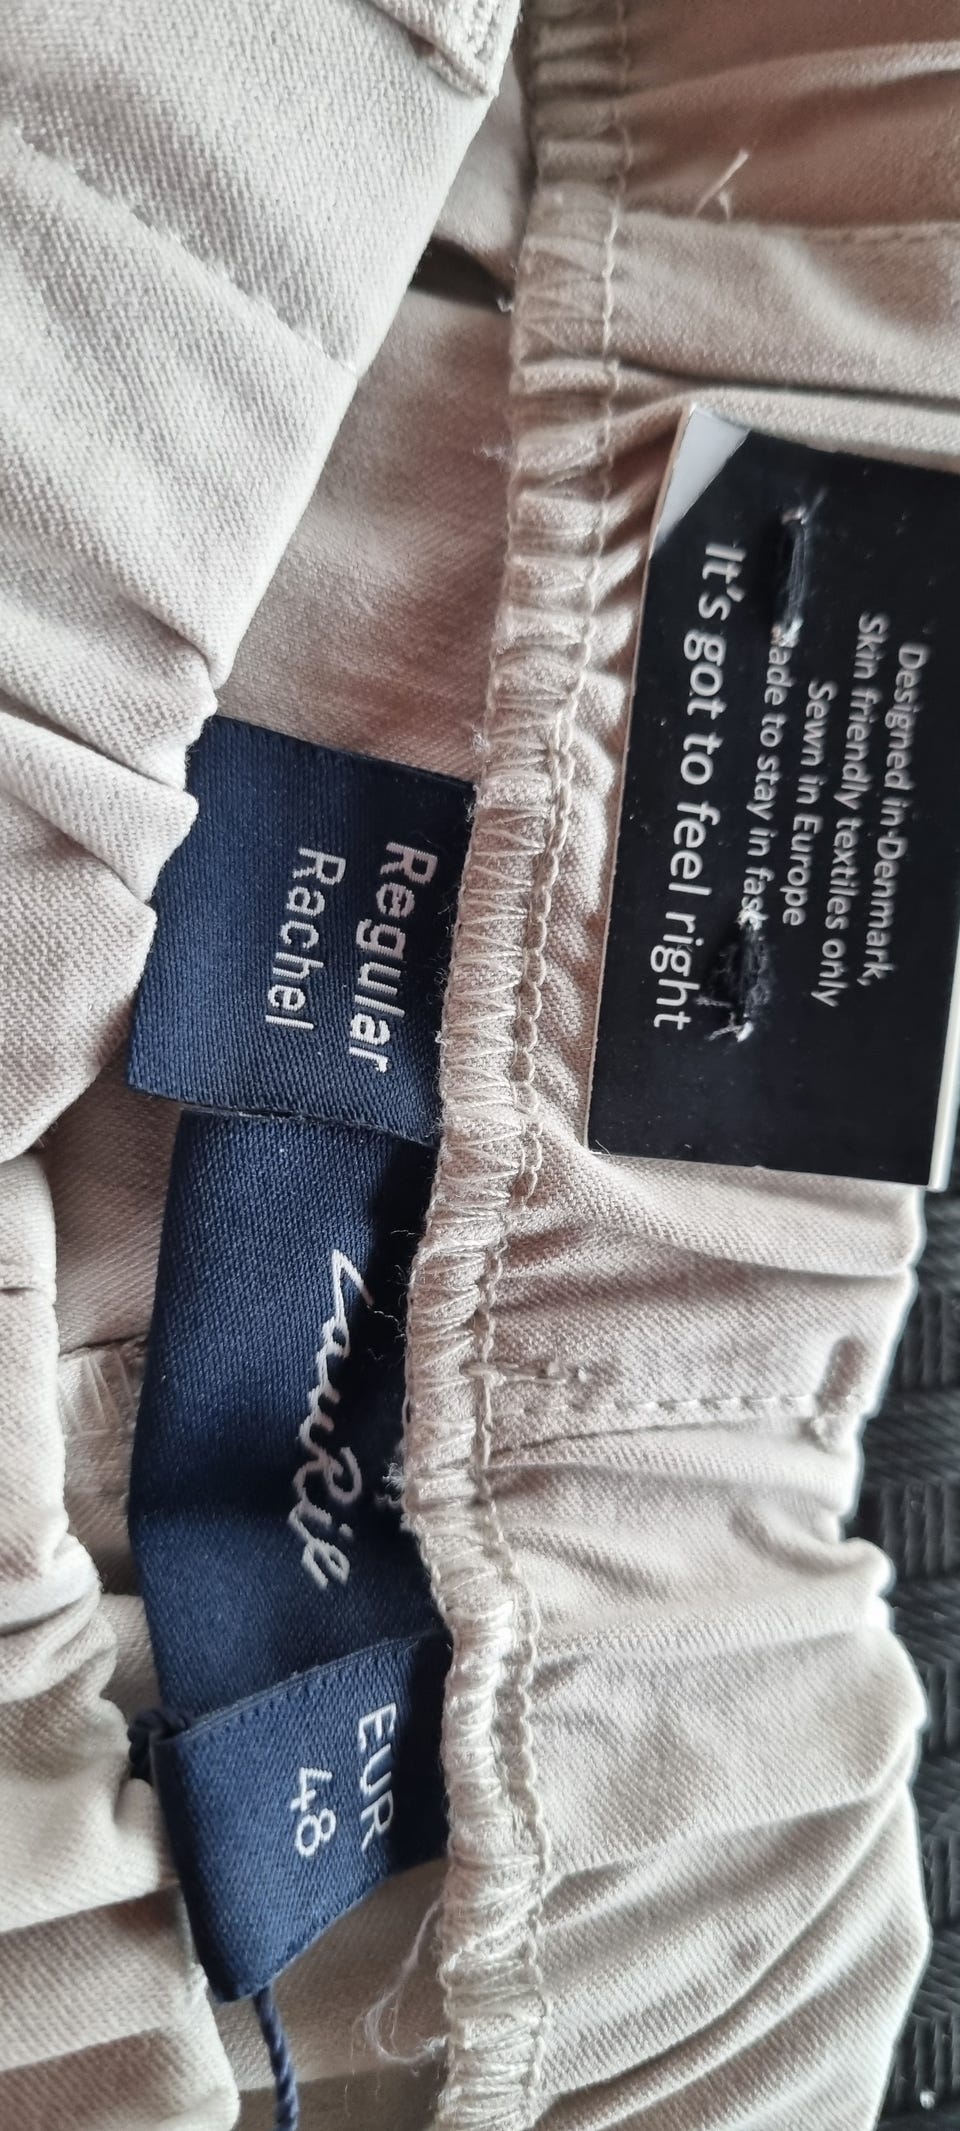 Designed in Denmark,
Skin friendly textiles only
Sewn in Europe
to stay in
It's got to feel right
Regular
Rachel
LauRie
EUR
48